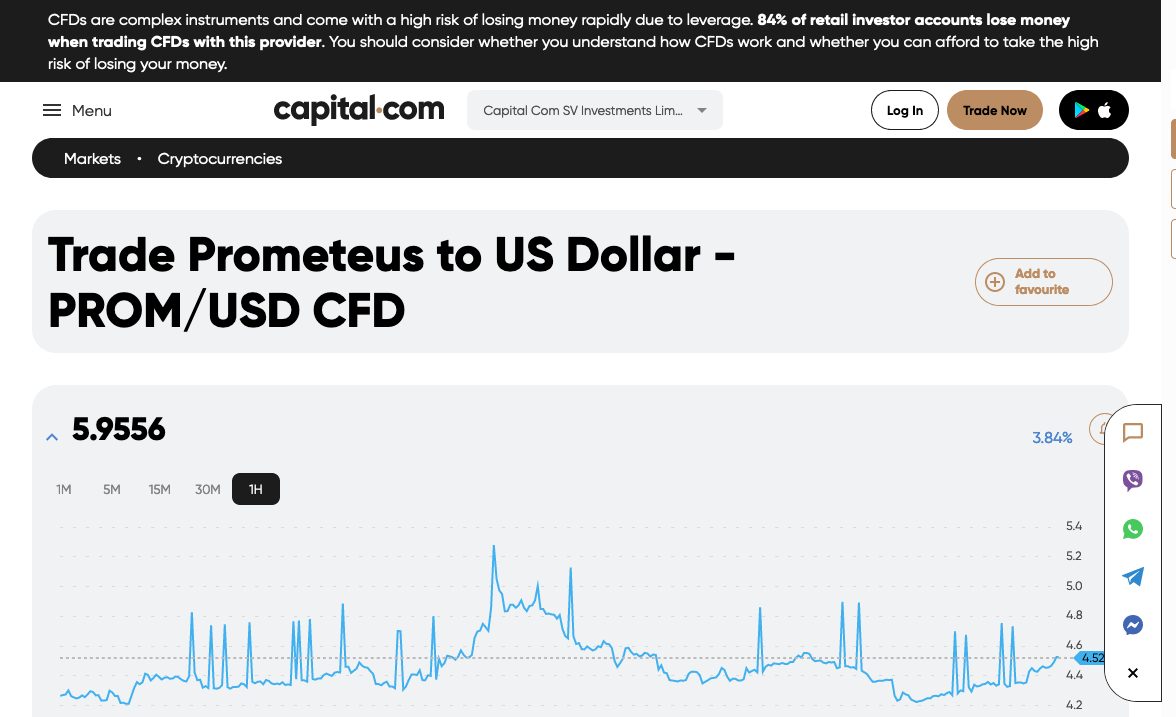 CFDs are complex instruments and come with a high risk of losing money rapidly due to leverage. 84% of retail investor accounts lose money
when trading CFDs with this provider. You should consider whether you understand how CFDs work and whether you can afford to take the high
risk of losing your money.
Menu
capital.com
Capital Com SV Investments Lim...
Log In
Trade Now
Markets • Cryptocurrencies
Trade Prometeus to US Dollar -
PROM/USD CFD
Add to
favourite
5.9556
3.84%
1M 5M 15M 30M 1H
5.4
5.2
5.0
4.8
4.6
4.52
4.4
4.2